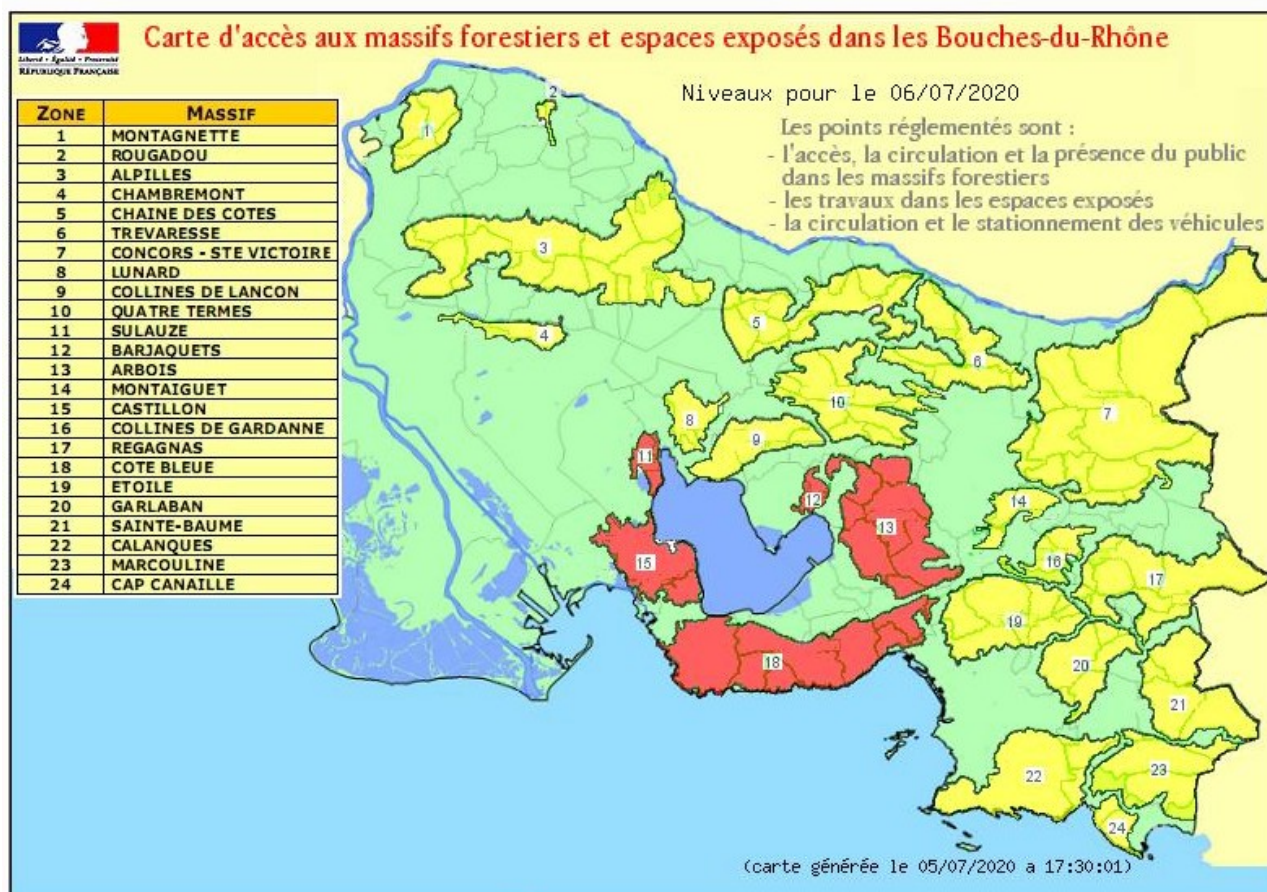 Carte d'accès aux massifs forestiers et espaces exposés dans les Bouches-du-Rhône
Liberté • Égalité • Fraternité
RÉPUBLIQUE FRANÇAISE
Niveaux pour le 06/07/2020
Les points réglementés sont :
- l'accès, la circulation et la présence du public
dans les massifs forestiers
- les travaux dans les espaces exposés
- la circulation et le stationnement des véhicules
ZONE MASSIF
1 MONTAGNETTE
2 ROUGADOU
3 ALPILLES
4 CHAMBREMONT
5 CHAINE DES COTES
6 TREVARESSE
7 CONCORS - STE VICTOIRE
8 LUNARD
9 COLLINES DE LANCON
10 QUATRE TERMES
11 SULAUZE
12 BARJAQUETS
13 ARBOIS
14 MONTAIGUET
15 CASTILLON
16 COLLINES DE GARDANNE
17 REGAGNAS
18 COTE BLEUE
19 ETOILE
20 GARLABAN
21 SAINTE-BAUME
22 CALANQUES
23 MARCOULINE
24 CAP CANAILLE
2
1
3
5
4
6
10
7
8
9
11
12
14
13
16
15
17
19
18
20
21
23
22
24
(carte générée le 05/07/2020 a 17:30:01)